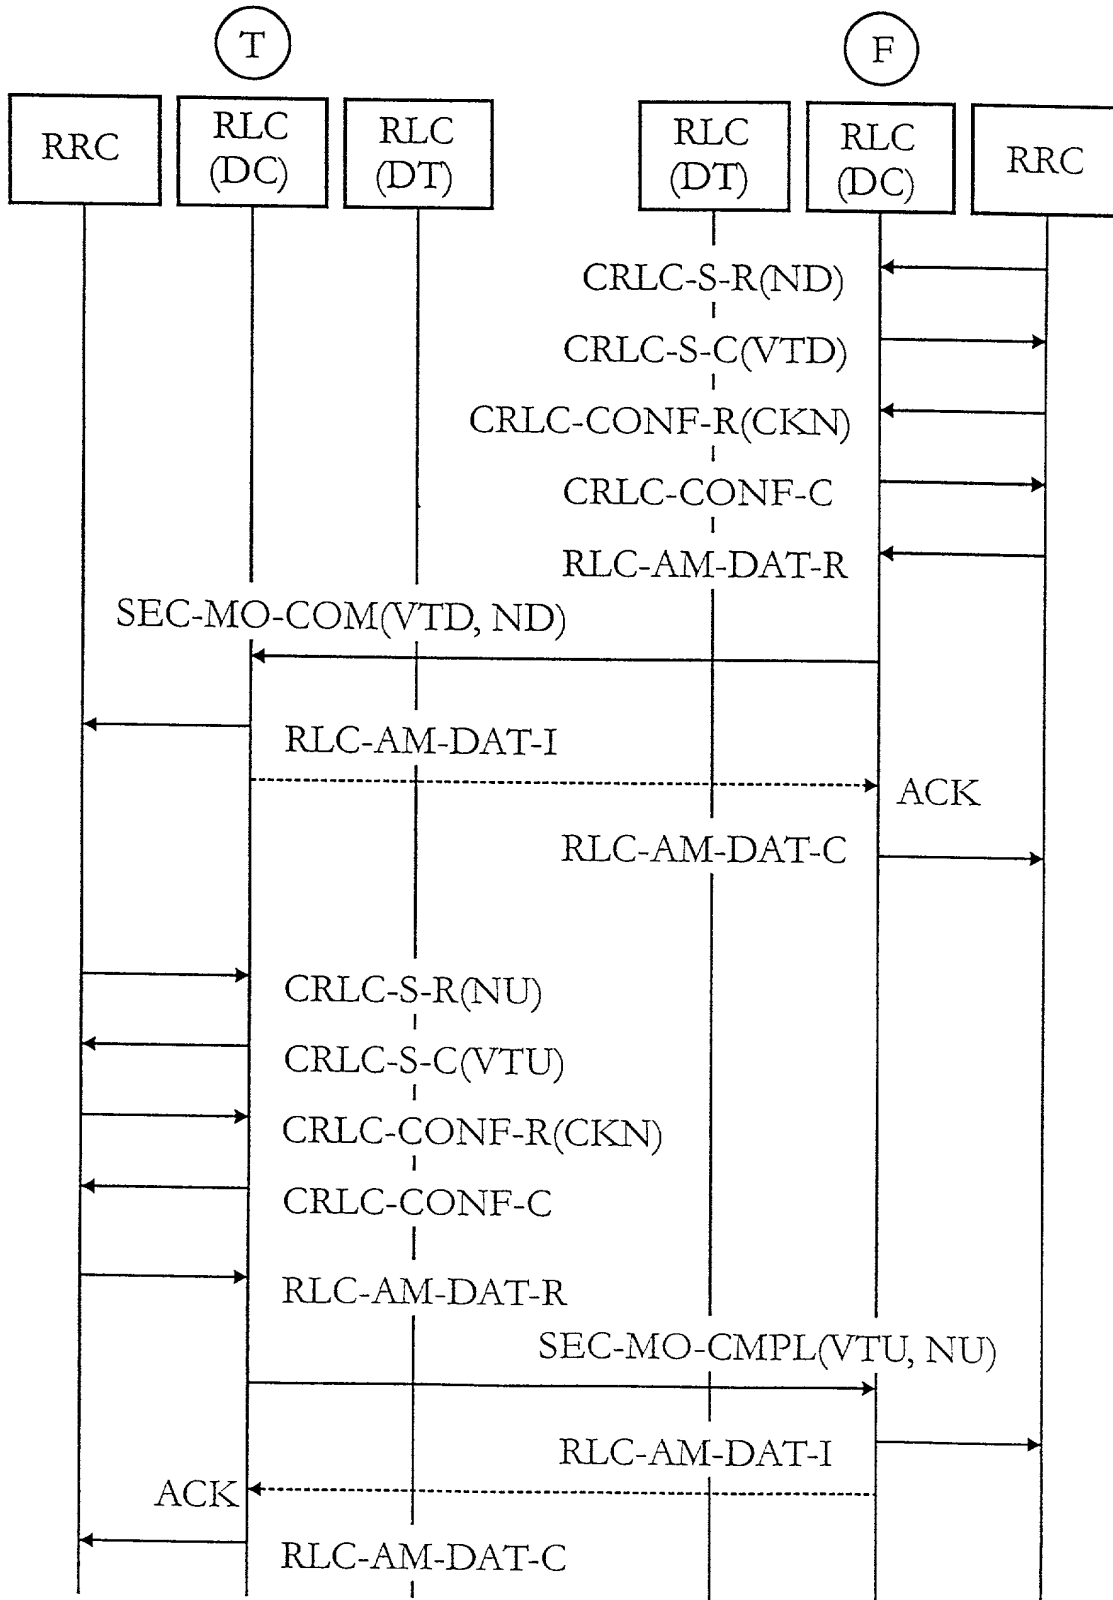 T
F
RRC
RLC
(DC)
RLC
(DT)
RLC
(DT)
RLC
(DC)
RRC
CRLC-S-R(ND)
CRLC-S-C(VTD)
CRLC-CONF-R(CKN)
CRLC-CONF-C
RLC-AM-DAT-R
SEC-MO-COM(VTD, ND)
RLC-AM-DAT-I
ACK
RLC-AM-DAT-C
CRLC-S-R(NU)
CRLC-S-C(VTU)
CRLC-CONF-R(CKN)
CRLC-CONF-C
RLC-AM-DAT-R
SEC-MO-CMPL(VTU, NU)
RLC-AM-DAT-I
ACK
RLC-AM-DAT-C